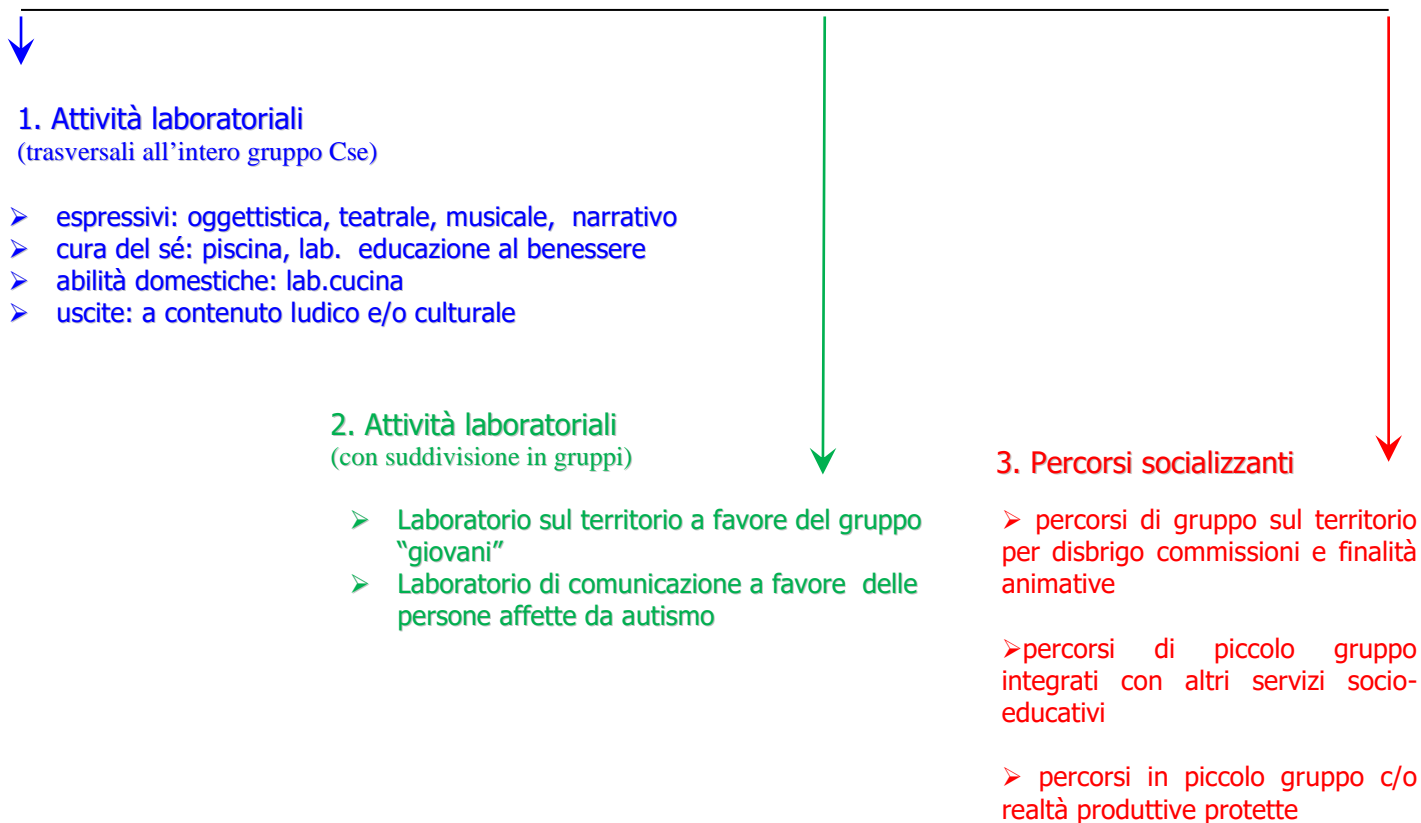 1. Attività laboratoriali
(trasversali all’intero gruppo Cse)
➢ espressivi: oggettistica, teatrale, musicale, narrativo
➢ cura del sé: piscina, lab. educazione al benessere
➢ abilità domestiche: lab.cucina
➢ uscite: a contenuto ludico e/o culturale
2. Attività laboratoriali
(con suddivisione in gruppi)
➢ Laboratorio sul territorio a favore del gruppo
“giovani”
➢ Laboratorio di comunicazione a favore delle
persone affette da autismo
3. Percorsi socializzanti
➢ percorsi di gruppo sul territorio
per disbrigo commissioni e finalità
animative
➢percorsi di piccolo gruppo
integrati con altri servizi socio-
educativi
➢ percorsi in piccolo gruppo c/o
realtà produttive protette